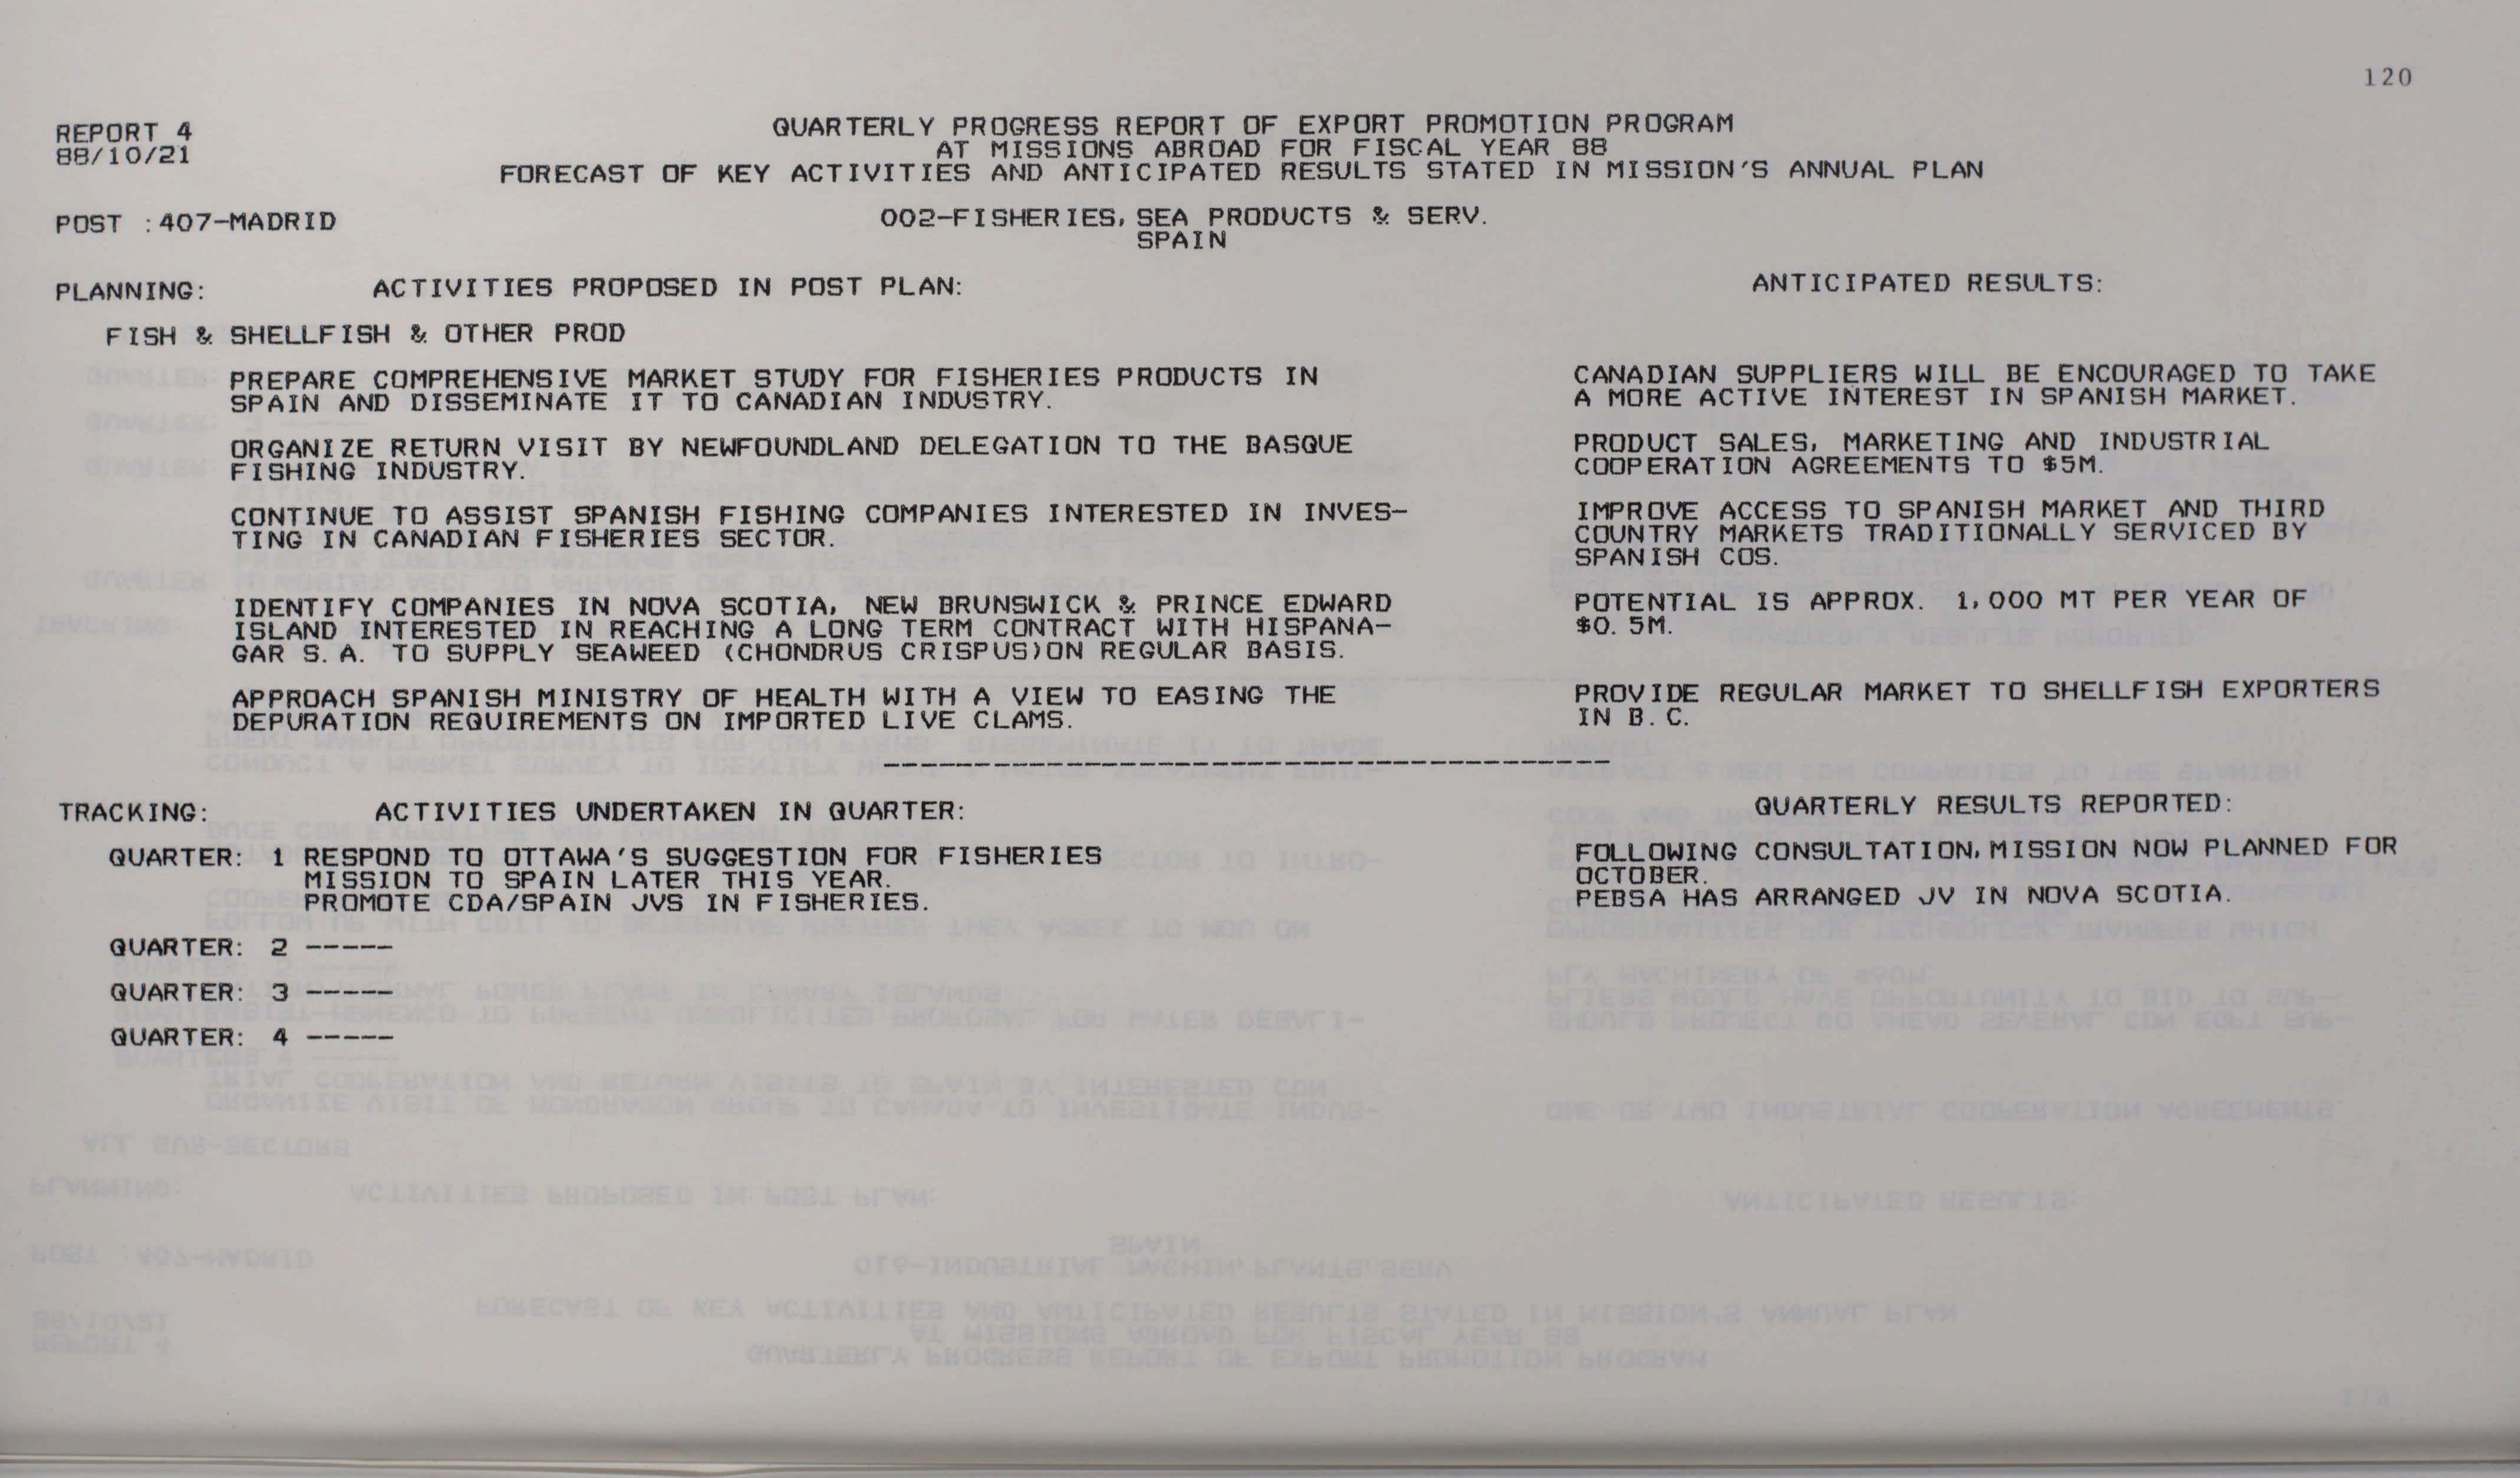 120
REPORT 4
88/10/21
QUARTERLY PROGRESS REPORT OF EXPORT PROMOTION PROGRAM
AT MISSIONS ABROAD FOR FISCAL YEAR 88
FORECAST OF KEY ACTIVITIES AND ANTICIPATED RESULTS STATED IN MISSION'S ANNUAL PLAN
POST :407-MADRID
002-FISHERIES, SEA PRODUCTS & SERV.
SPAIN
PLANNING: ACTIVITIES PROPOSED IN POST PLAN:
ANTICIPATED RESULTS:
FISH & SHELLFISH & OTHER PROD
PREPARE COMPREHENSIVE MARKET STUDY FOR FISHERIES PRODUCTS IN
SPAIN AND DISSEMINATE IT TO CANADIAN INDUSTRY.
CANADIAN SUPPLIERS WILL BE ENCOURAGED TO TAKE
A MORE ACTIVE INTEREST IN SPANISH MARKET.
ORGANIZE RETURN VISIT BY NEWFOUNDLAND DELEGATION TO THE BASQUE
FISHING INDUSTRY.
PRODUCT SALES, MARKETING AND INDUSTRIAL
COOPERATION AGREEMENTS TO $5M.
CONTINUE TO ASSIST SPANISH FISHING COMPANIES INTERESTED IN INVES-
TING IN CANADIAN FISHERIES SECTOR.
IMPROVE ACCESS TO SPANISH MARKET AND THIRD
COUNTRY MARKETS TRADITIONALLY SERVICED BY
SPANISH COS.
IDENTIFY COMPANIES IN NOVA SCOTIA, NEW BRUNSWICK & PRINCE EDWARD
ISLAND INTERESTED IN REACHING A LONG TERM CONTRACT WITH HISPANA-
GAR S.A. TO SUPPLY SEAWEED (CHONDRUS CRISPUS)ON REGULAR BASIS.
POTENTIAL IS APPROX. 1,000 MT PER YEAR OF
$0.5M.
APPROACH SPANISH MINISTRY OF HEALTH WITH A VIEW TO EASING THE
DEPURATION REQUIREMENTS ON IMPORTED LIVE CLAMS.
PROVIDE REGULAR MARKET TO SHELLFISH EXPORTERS
IN B.C.
TRACKING: ACTIVITIES UNDERTAKEN IN QUARTER:
QUARTERLY RESULTS REPORTED:
QUARTER: 1 RESPOND TO OTTAWA'S SUGGESTION FOR FISHERIES
MISSION TO SPAIN LATER THIS YEAR.
PROMOTE CDA/SPAIN JVS IN FISHERIES.
FOLLOWING CONSULTATION, MISSION NOW PLANNED FOR
OCTOBER.
PEBSA HAS ARRANGED JV IN NOVA SCOTIA.
QUARTER: 2 -----
QUARTER: 3 -----
QUARTER: 4 -----